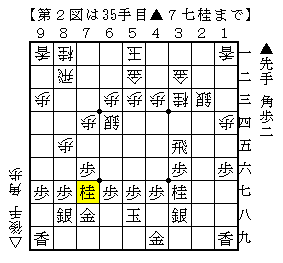 【第２図は35手目▲７七桂まで】
９ ８ ７ ６ ５ ４ ３ ２ １
香 桂 王 香 一
飛 金 金 二
歩 歩 歩 歩 桂 銀 三
歩 銀 歩 四
歩 飛 五
歩 歩 歩 六
歩 歩 桂 歩 歩 歩 桂 七
銀 金 王 銀 八
香 金 香 九
▲先手 角歩二
△後手 角歩